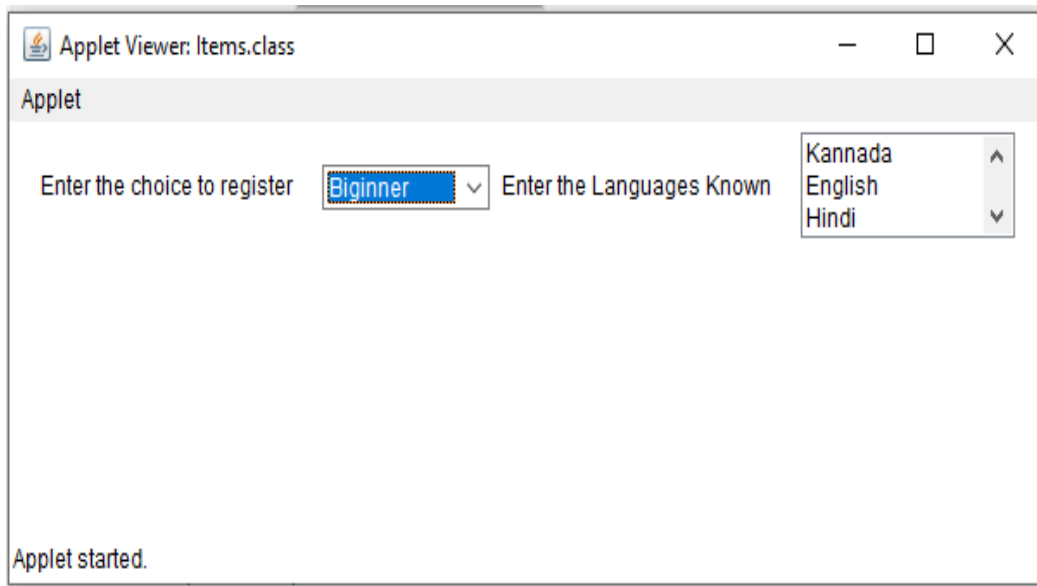 Applet Viewer: Items.class
Applet
Enter the choice to register
Biginner
Enter the Languages Known
Kannada
English
Hindi
Applet started.